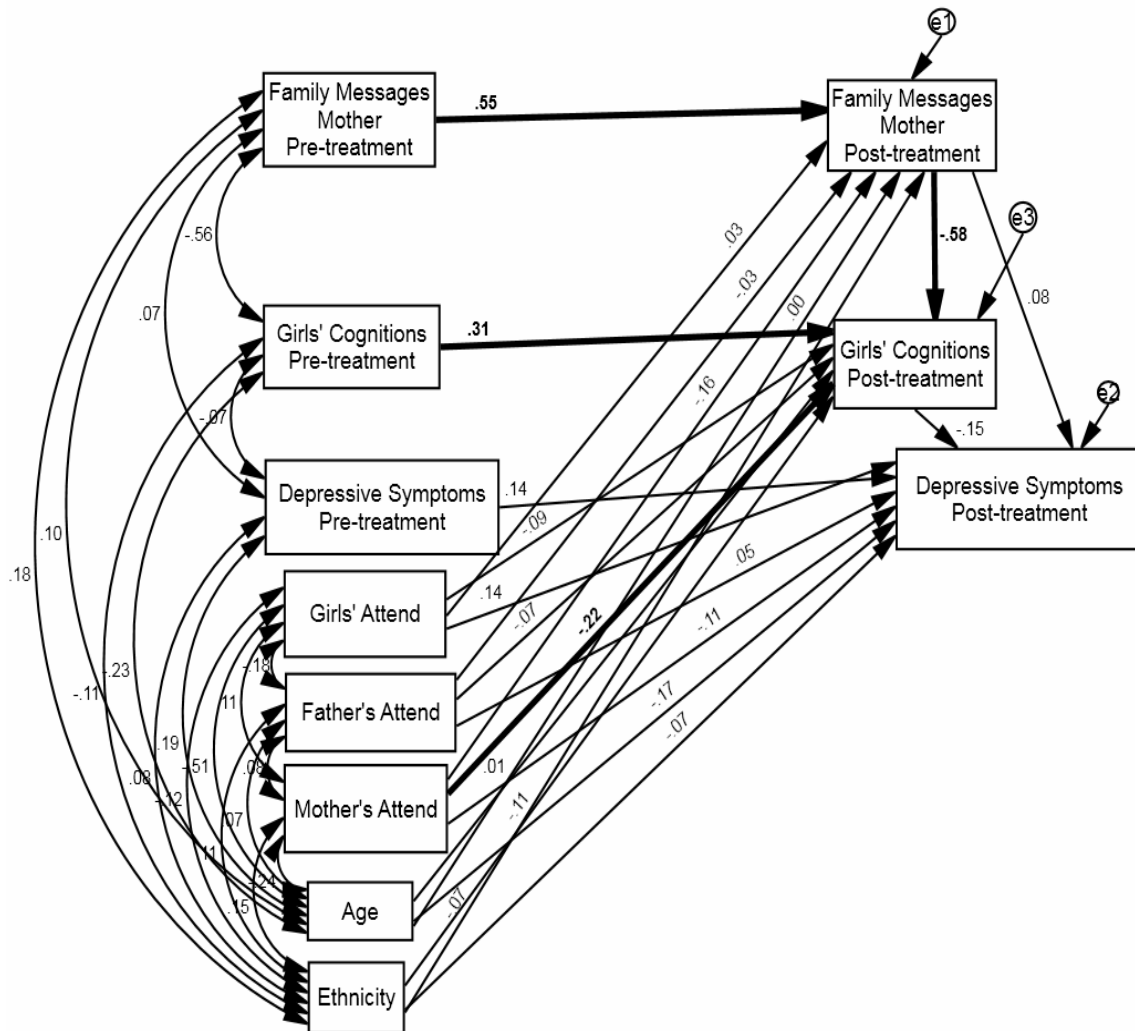 e1
Family Messages
Mother
Pre-treatment
.55
Family Messages
Mother
Post-treatment
e3
-.56
.03
-.03
-.58
.07
.00
.08
Girls' Cognitions
Pre-treatment
.31
Girls' Cognitions
Post-treatment
-.16
e2
-.07
-.15
Depressive Symptoms
Pre-treatment
.14
Depressive Symptoms
Post-treatment
-.09
.10
.05
.18
.14
Girls' Attend
-.07
-.22
-.11
-.18
-.23
-.11
.11
Father's Attend
-.17
-.07
.19
-.51
.08
.01
.08
-.12
Mother's Attend
-.11
.07
.11
-.24
.15
Age
-.07
Ethnicity